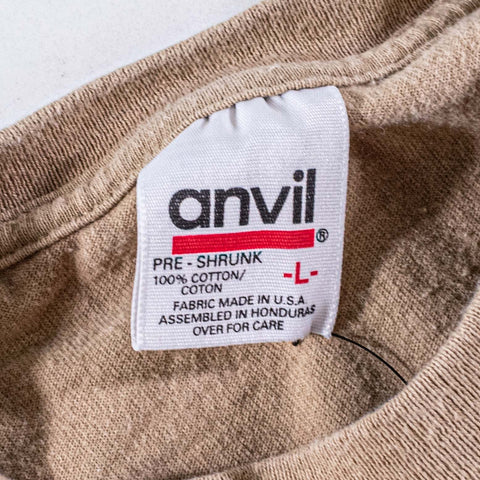 anvil®
PRE-SHRUNK
100% COTTON/
COTON
-L-
FABRIC MADE IN U.S.A.
ASSEMBLED IN HONDURAS
OVER FOR CARE